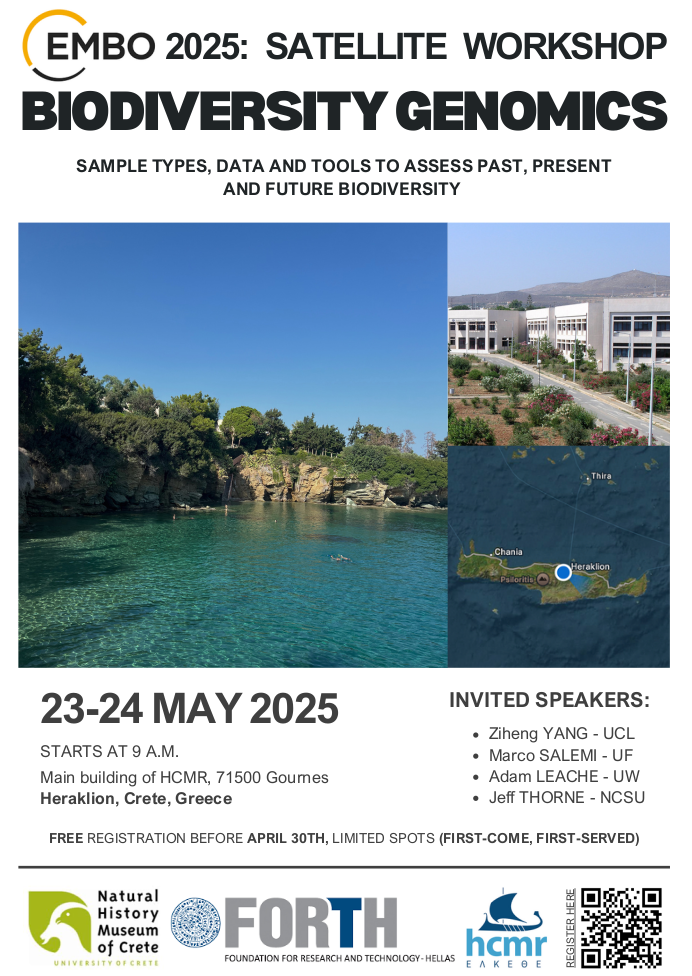 EMBO 2025: SATELLITE WORKSHOP
BIODIVERSITY GENOMICS
SAMPLE TYPES, DATA AND TOOLS TO ASSESS PAST, PRESENT
AND FUTURE BIODIVERSITY
Thira
Chania
Heraklion
Psiloritis
23-24 MAY 2025
STARTS AT 9 A.M.
Main building of HCMR, 71500 Gournes
Heraklion, Crete, Greece
INVITED SPEAKERS:
• Ziheng YANG - UCL
• Marco SALEMI - UF
• Adam LEACHE - UW
• Jeff THORNE - NCSU
FREE REGISTRATION BEFORE APRIL 30TH, LIMITED SPOTS (FIRST-COME, FIRST-SERVED)
Natural
History
Museum
of Crete
UNIVERSITY OF CRETE
FORTH
FOUNDATION FOR RESEARCH AND TECHNOLOGY - HELLAS
hcmr
ΕΛΚΕΘΕ
REGISTER HERE